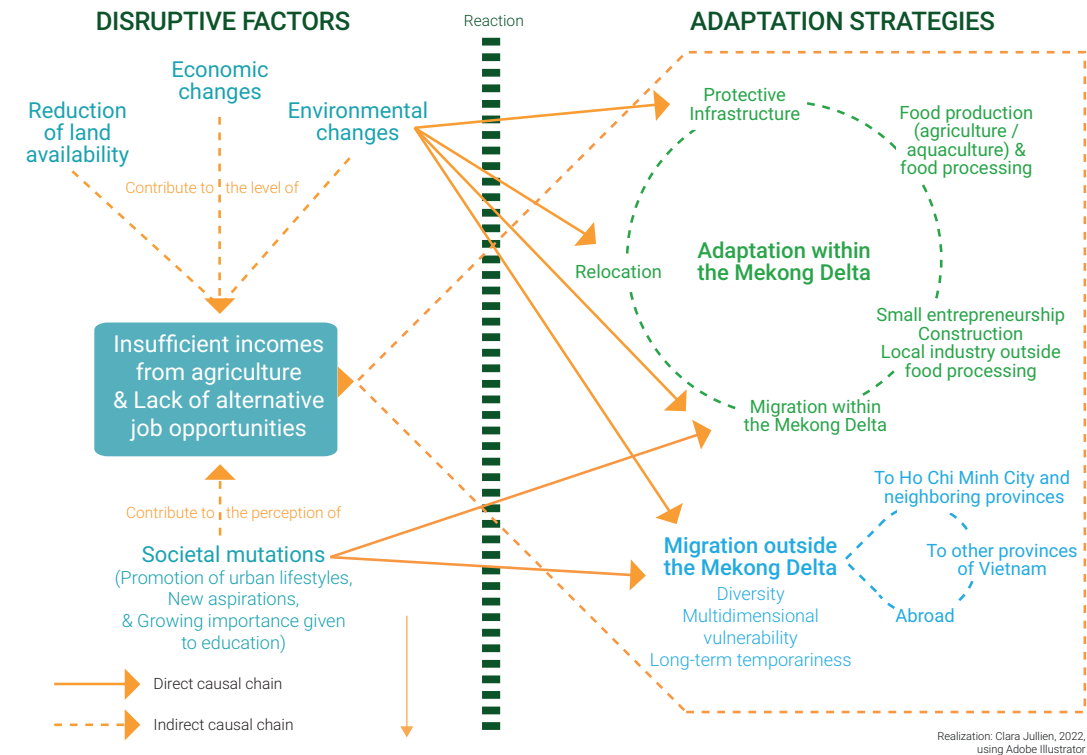 DISRUPTIVE FACTORS
Reaction
ADAPTATION STRATEGIES
Economic
changes
Reduction
of land
availability
Environmental
changes
Contribute to the level of
Insufficient incomes
from agriculture
& Lack of alternative
job opportunities
Contribute to the perception of
Societal mutations
(Promotion of urban lifestyles,
New aspirations,
& Growing importance given
to education)
Direct causal chain
Indirect causal chain
Protective
Infrastructure
Food production
(agriculture /
aquaculture) &
food processing
Adaptation within
the Mekong Delta
Relocation
Small entrepreneurship
Construction
Local industry outside
food processing
Migration within
the Mekong Delta
To Ho Chi Minh City and
neighboring provinces
Migration outside
the Mekong Delta
Diversity
Multidimensional
vulnerability
Long-term temporariness
To other provinces
of Vietnam
Abroad
Realization: Clara Jullien, 2022,
using Adobe Illustrator